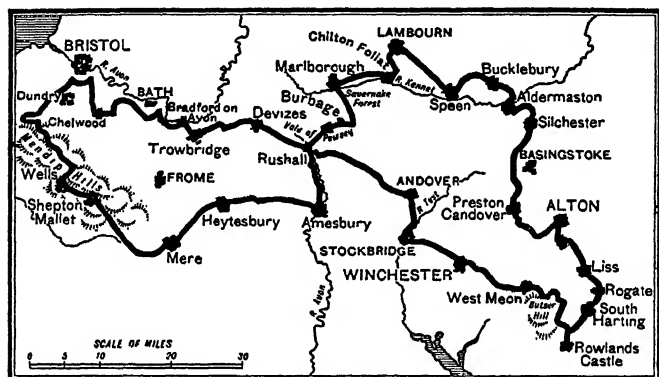 BRISTOL
R. Avon
Dundry
BATH
Chelwood
Bradford on
Avon
Trowbridge
Mendip
Hills
Wells
Shepton
Mallet
FROME
Mere
Heytesbury
Devizes
Vale of
Pewsey
Rushall
Amesbury
R. Avon
Marlborough
Savernake
Forest
Burbage
Chilton Foliat
LAMBOURN
R. Kennet
Speen
Bucklebury
Aldermaston
Silchester
BASINGSTOKE
ANDOVER
R. Test
STOCKBRIDGE
WINCHESTER
Preston
Candover
ALTON
Liss
Rogate
South
Harting
West Meon
Butser
Hill
Rowlands
Castle
SCALE OF MILES
0 10 20 30